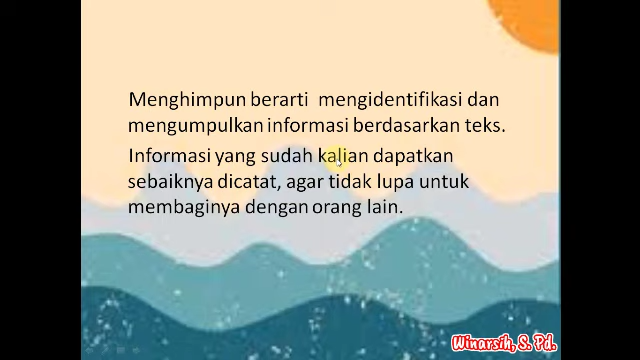 Menghimpun berarti mengidentifikasi dan
mengumpulkan informasi berdasarkan teks.
Informasi yang sudah kalian dapatkan
sebaiknya dicatat, agar tidak lupa untuk
membaginya dengan orang lain.
Winarsih, S. Pd.